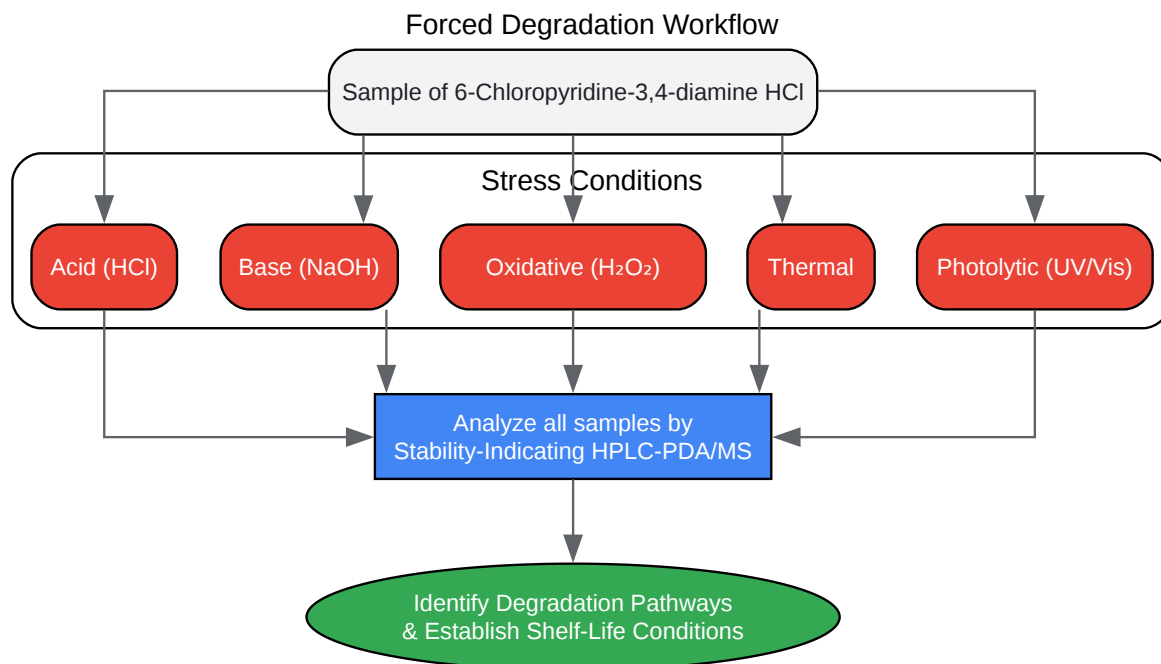 Forced Degradation Workflow
Sample of 6-Chloropyridine-3,4-diamine HCl
Stress Conditions
Acid (HCl)
Base (NaOH)
Oxidative (H₂O₂)
Thermal
Photolytic (UV/Vis)
Analyze all samples by
Stability-Indicating HPLC-PDA/MS
Identify Degradation Pathways
& Establish Shelf-Life Conditions